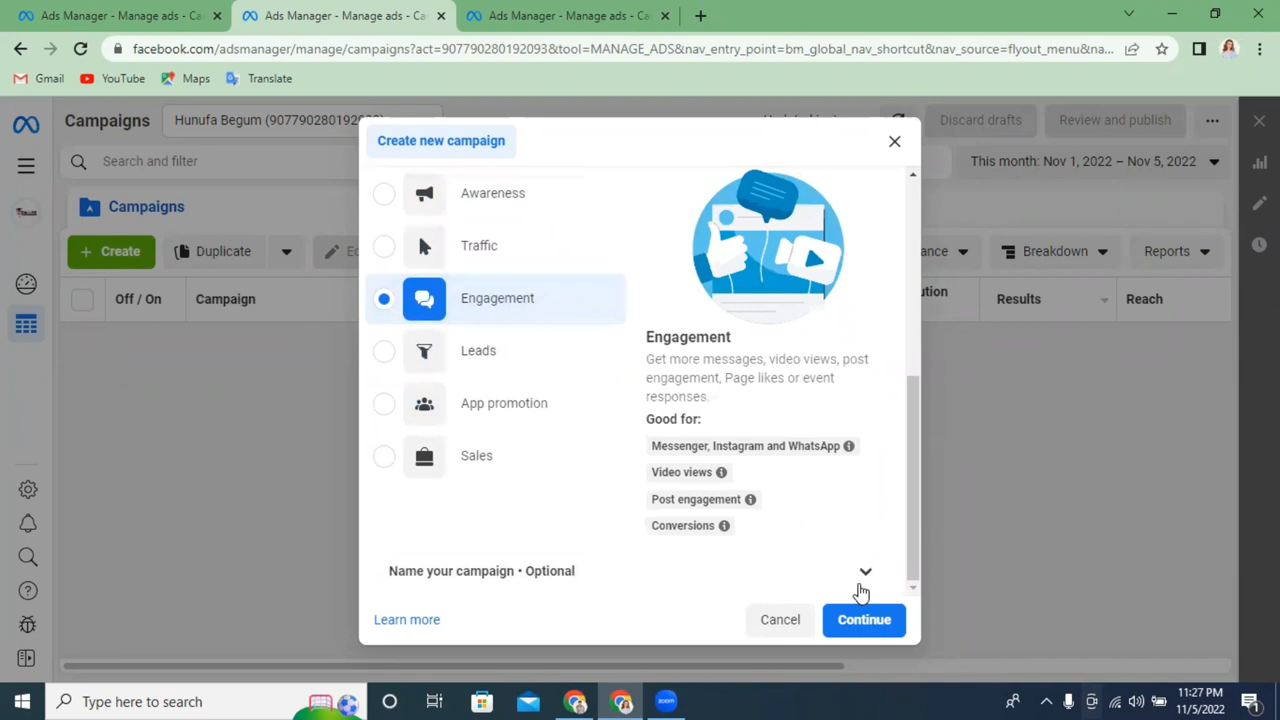 Ads Manager - Manage ads - Ca
Ads Manager - Manage ads - Ca
Ads Manager - Manage ads - Ca
facebook.com/adsmanager/manage/campaigns?act=907790280192093&tool=MANAGE_ADS&nav_entry_point=bm_global_nav_shortcut&nav_source=flyout_menu&na...
Gmail
YouTube
Maps
Translate
Campaigns
Hunufa Begum (907790280192093)
Discard drafts
Review and publish
Search and filter
This month: Nov 1, 2022 – Nov 5, 2022
Campaigns
+ Create
Duplicate
Breakdown
Reports
Off / On
Campaign
Results
Reach
Create new campaign
Awareness
Traffic
Engagement
Leads
App promotion
Sales
Engagement
Get more messages, video views, post
engagement, Page likes or event
responses.
Good for:
Messenger, Instagram and WhatsApp
Video views
Post engagement
Conversions
Name your campaign • Optional
Learn more
Cancel
Continue
Type here to search
zoom
11:27 PM
11/5/2022